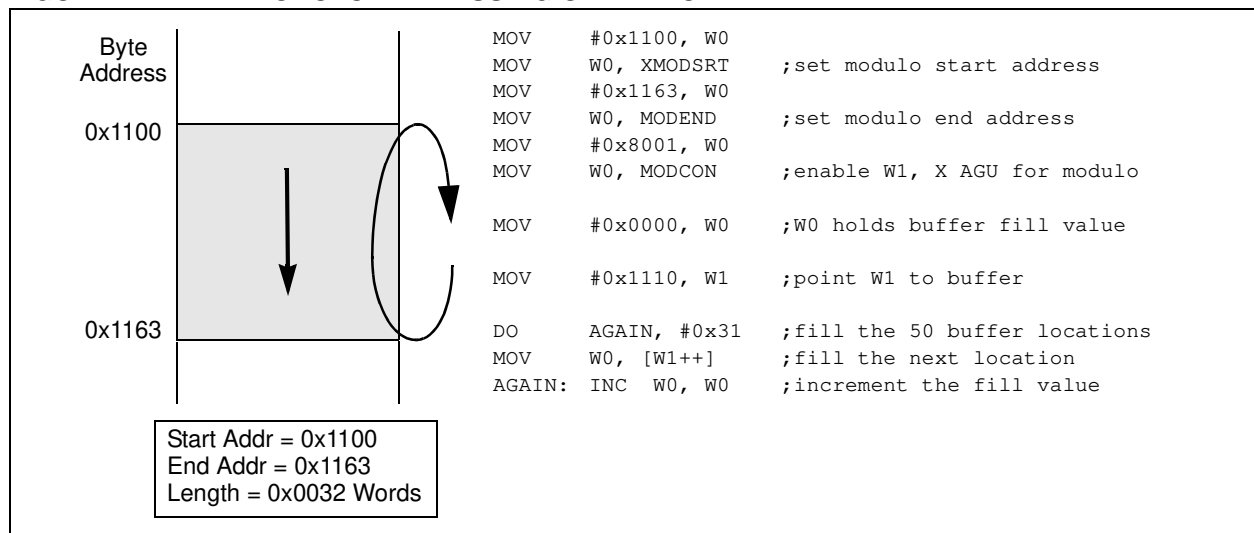 Byte
Address
0x1100
0x1163
Start Addr = 0x1100
End Addr = 0x1163
Length = 0x0032 Words
MOV #0x1100, W0
MOV W0, XMODSRT ;set modulo start address
MOV #0x1163, W0
MOV W0, MODEND ;set modulo end address
MOV #0x8001, W0
MOV W0, MODCON ;enable W1, X AGU for modulo
MOV #0x0000, W0 ;W0 holds buffer fill value
MOV #0x1110, W1 ;point W1 to buffer
DO AGAIN, #0x31 ;fill the 50 buffer locations
MOV W0, [W1++] ;fill the next location
AGAIN: INC W0, W0 ;increment the fill value